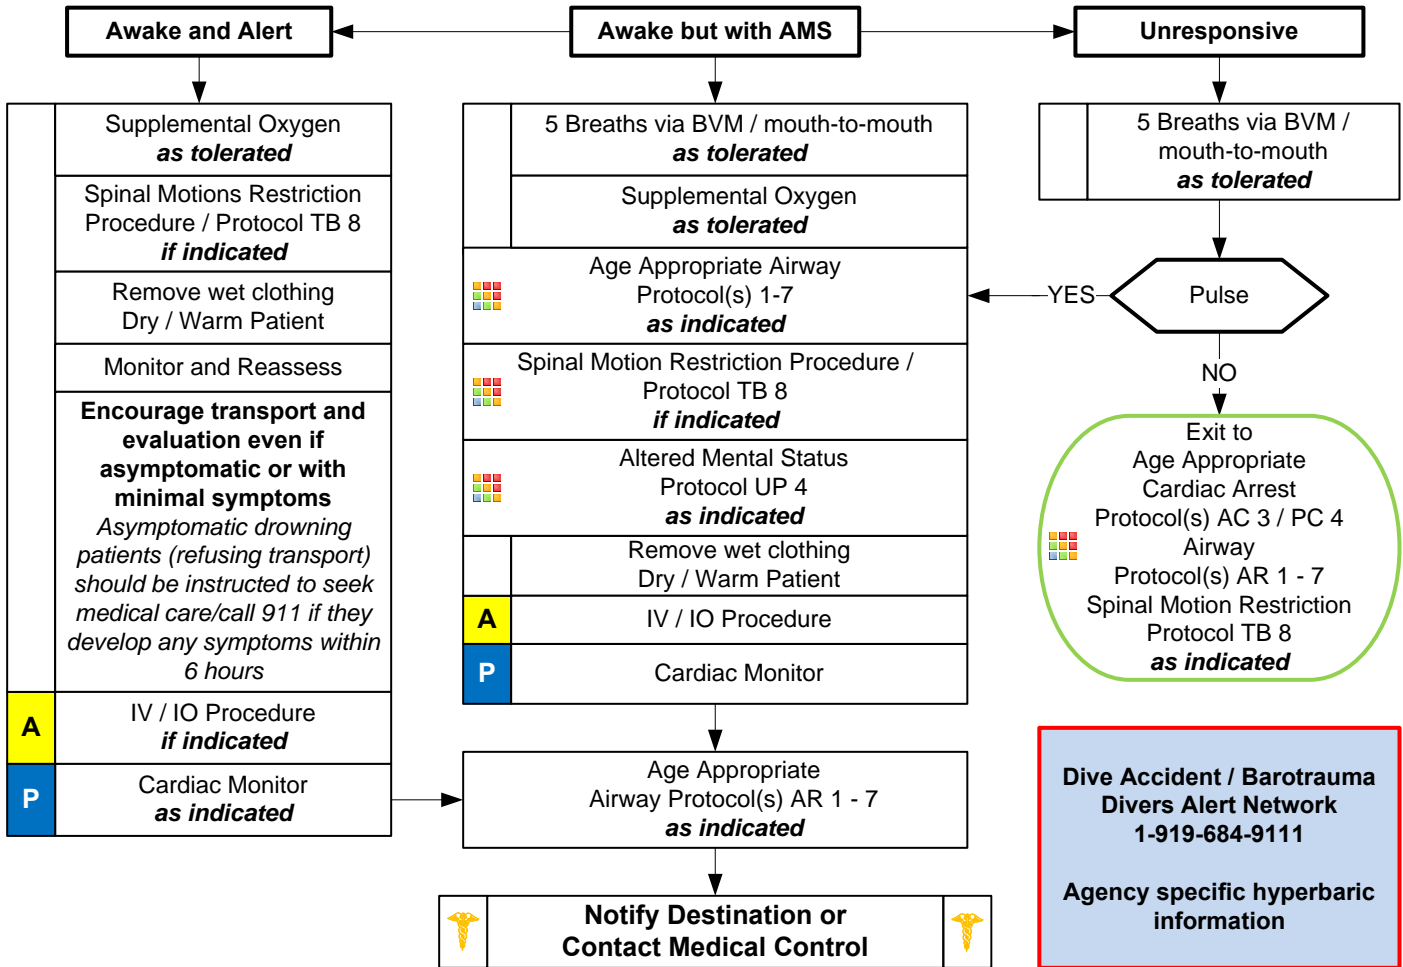 Awake and Alert
Awake but with AMS
Unresponsive
Supplemental Oxygen
as tolerated
Spinal Motions Restriction
Procedure / Protocol TB 8
if indicated
Remove wet clothing
Dry / Warm Patient
Monitor and Reassess
Encourage transport and
evaluation even if
asymptomatic or with
minimal symptoms
Asymptomatic drowning
patients (refusing transport)
should be instructed to seek
medical care/call 911 if they
develop any symptoms within
6 hours
A
IV / IO Procedure
if indicated
P
Cardiac Monitor
as indicated
5 Breaths via BVM / mouth-to-mouth
as tolerated
Supplemental Oxygen
as tolerated
Age Appropriate Airway
Protocol(s) 1-7
as indicated
Spinal Motion Restriction Procedure /
Protocol TB 8
if indicated
Altered Mental Status
Protocol UP 4
as indicated
Remove wet clothing
Dry / Warm Patient
A
IV / IO Procedure
P
Cardiac Monitor
Age Appropriate
Airway Protocol(s) AR 1 - 7
as indicated
Notify Destination or
Contact Medical Control
5 Breaths via BVM /
mouth-to-mouth
as tolerated
YES
Pulse
NO
Exit to
Age Appropriate
Cardiac Arrest
Protocol(s) AC 3 / PC 4
Airway
Protocol(s) AR 1 - 7
Spinal Motion Restriction
Protocol TB 8
as indicated
Dive Accident / Barotrauma
Divers Alert Network
1-919-684-9111
Agency specific hyperbaric
information